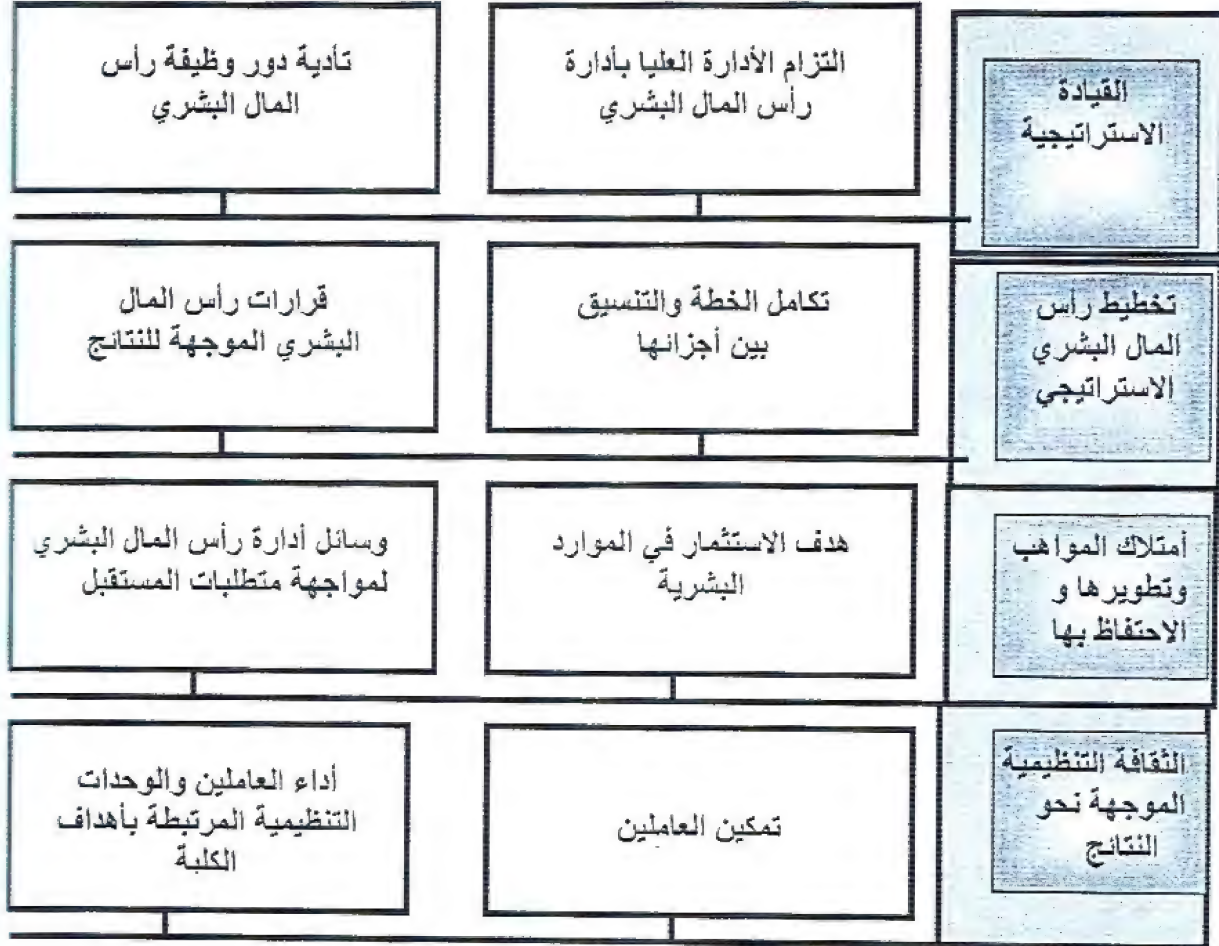 القيادة
الاستراتيجية
التزام الأدارة العليا بأدارة
رأس المال البشري
تأدية دور وظيفة رأس
المال البشري
تخطيط رأس
المال البشري
الاستراتيجي
تكامل الخطة والتنسيق
بين أجزائها
قرارات رأس المال
البشري الموجهة للنتائج
أمتلاك المواهب
وتطويرها و
الاحتفاظ بها
هدف الاستثمار في الموارد
البشرية
وسائل أدارة رأس المال البشري
لمواجهة متطلبات المستقبل
الثقافة التنظيمية
الموجهة نحو
النتائج
تمكين العاملين
أداء العاملين والوحدات
التنظيمية المرتبطة بأهداف
الكلية